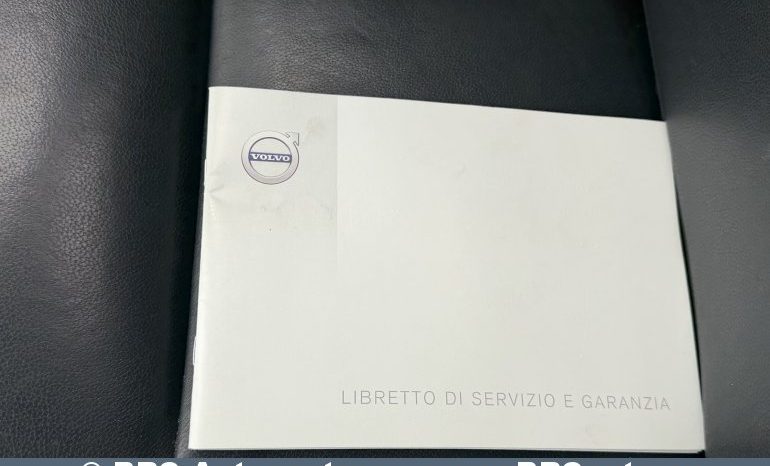 VOLVO
LIBRETTO DI SERVIZIO E GARANZIA